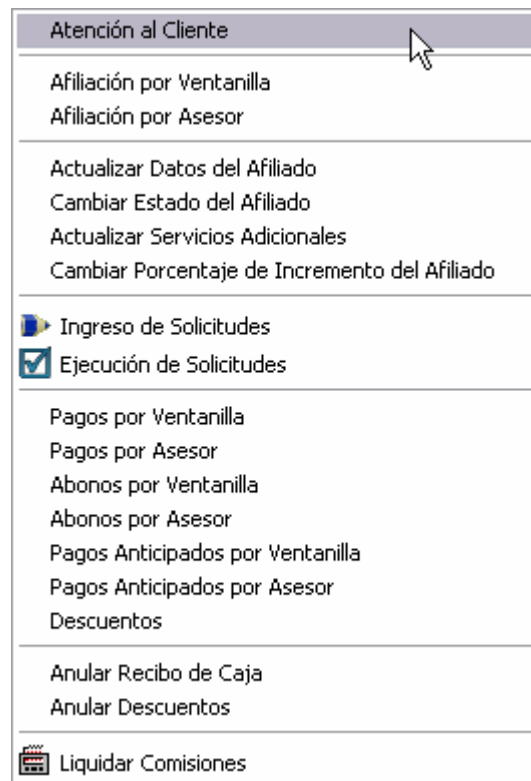 Atención al Cliente
Afiliación por Ventanilla
Afiliación por Asesor
Actualizar Datos del Afiliado
Cambiar Estado del Afiliado
Actualizar Servicios Adicionales
Cambiar Porcentaje de Incremento del Afiliado
Ingreso de Solicitudes
Ejecución de Solicitudes
Pagos por Ventanilla
Pagos por Asesor
Abonos por Ventanilla
Abonos por Asesor
Pagos Anticipados por Ventanilla
Pagos Anticipados por Asesor
Descuentos
Anular Recibo de Caja
Anular Descuentos
Liquidar Comisiones